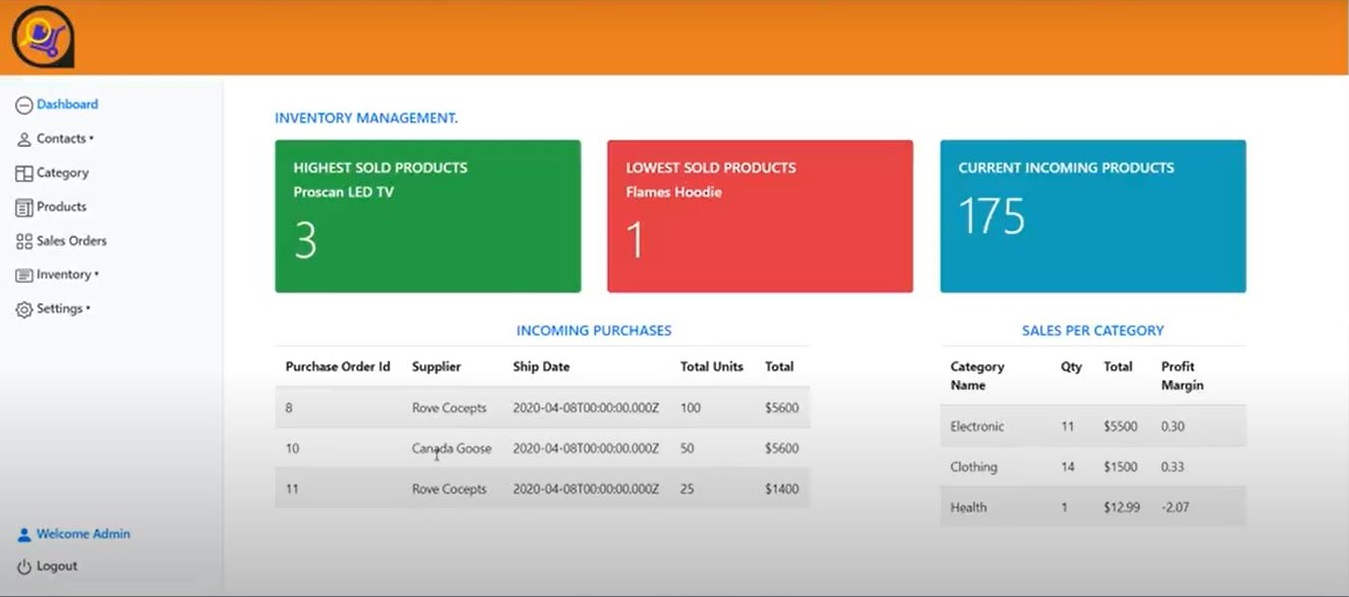 Dashboard
Contacts
Category
Products
Sales Orders
Inventory
Settings
Welcome Admin
Logout
INVENTORY MANAGEMENT.
HIGHEST SOLD PRODUCTS
Proscan LED TV
3
LOWEST SOLD PRODUCTS
Flames Hoodie
1
CURRENT INCOMING PRODUCTS
175
INCOMING PURCHASES
Purchase Order Id Supplier Ship Date Total Units Total
8 Rove Cocepts 2020-04-08T00:00:00.000Z 100 $5600
10 Canada Goose 2020-04-08T00:00:00.000Z 50 $5600
11 Rove Cocepts 2020-04-08T00:00:00.000Z 25 $1400
SALES PER CATEGORY
Category Name Qty Total Profit Margin
Electronic 11 $5500 0.30
Clothing 14 $1500 0.33
Health 1 $12.99 -2.07